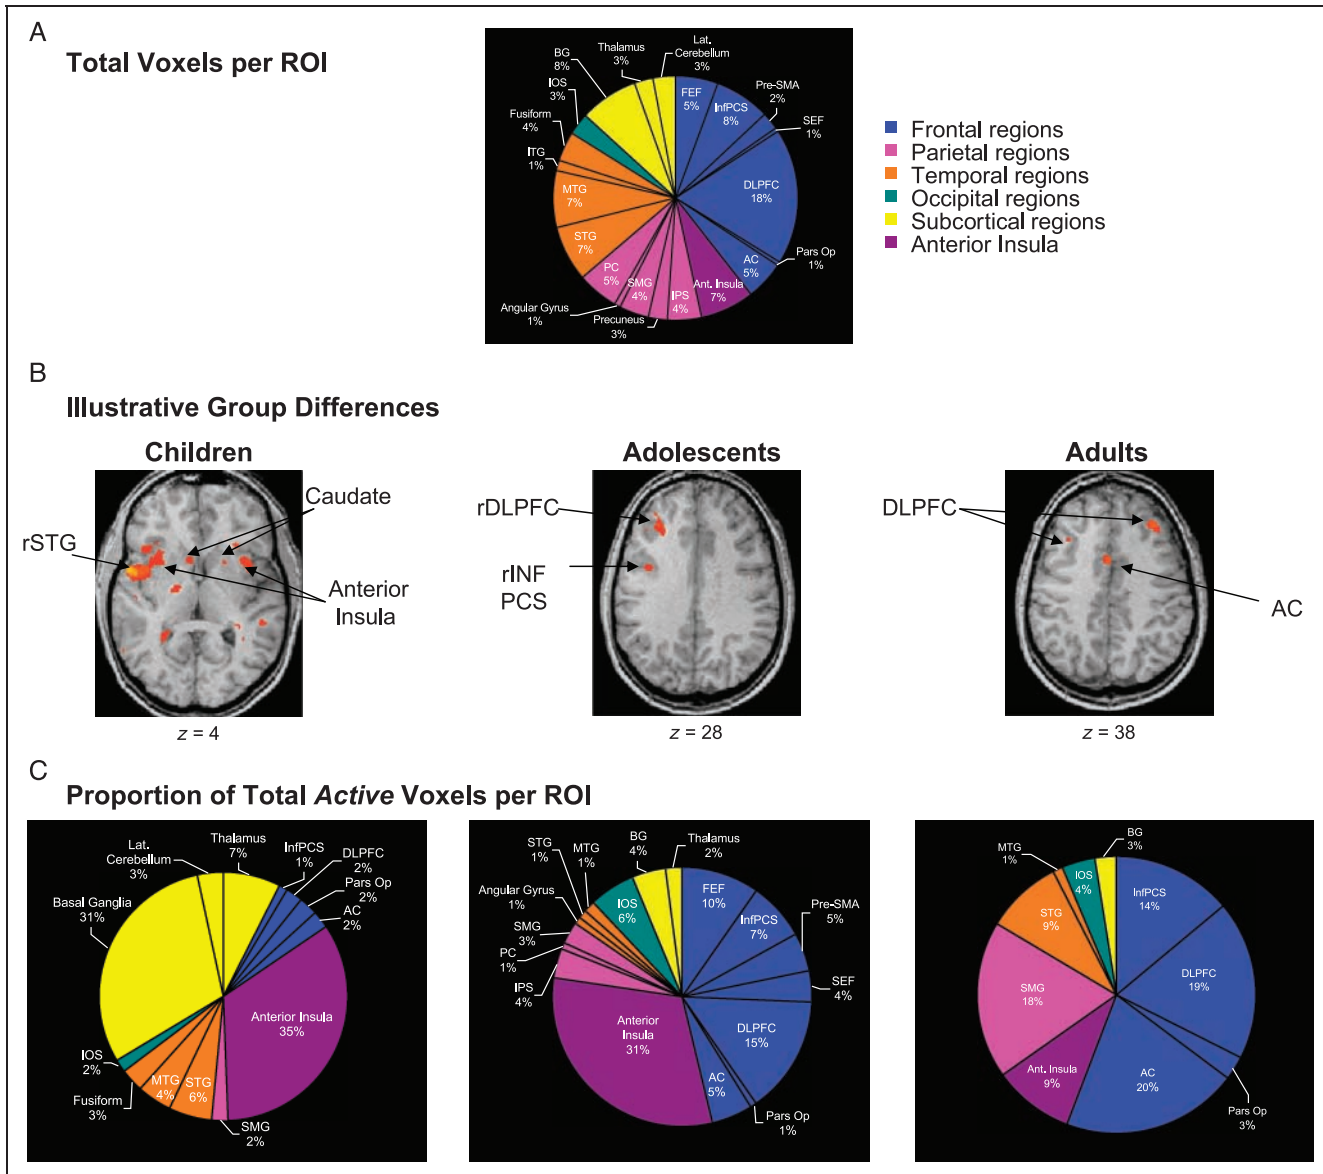 A
Total Voxels per ROI
Lat.
Cerebellum
3%
Thalamus
3%
BG
8%
IOS
3%
Fusiform
4%
ITG
1%
MTG
7%
STG
7%
PC
5%
Angular Gyrus
1%
SMG
4%
Precuneus
3%
IPS
4%
Ant. Insula
7%
AC
5%
Pars Op
1%
DLPFC
18%
SEF
1%
Pre-SMA
2%
InfPCS
8%
FEF
5%
Frontal regions
Parietal regions
Temporal regions
Occipital regions
Subcortical regions
Anterior Insula
B
Illustrative Group Differences
Children
rSTG
Caudate
Anterior
Insula
z = 4
Adolescents
rDLPFC
rINF
PCS
z = 28
Adults
DLPFC
AC
z = 38
C
Proportion of Total Active Voxels per ROI
Lat.
Cerebellum
3%
Thalamus
7%
InfPCS
1%
DLPFC
2%
Pars Op
2%
AC
2%
Basal Ganglia
31%
Anterior Insula
35%
IOS
2%
Fusiform
3%
MTG
4%
STG
6%
SMG
2%
STG
1%
MTG
1%
BG
4%
Thalamus
2%
Angular Gyrus
1%
IOS
6%
FEF
10%
InfPCS
7%
Pre-SMA
5%
SMG
3%
PC
1%
IPS
4%
SEF
4%
Anterior
Insula
31%
DLPFC
15%
AC
5%
Pars Op
1%
MTG
1%
BG
3%
IOS
4%
InfPCS
14%
STG
9%
DLPFC
19%
SMG
18%
Ant. Insula
9%
AC
20%
Pars Op
3%